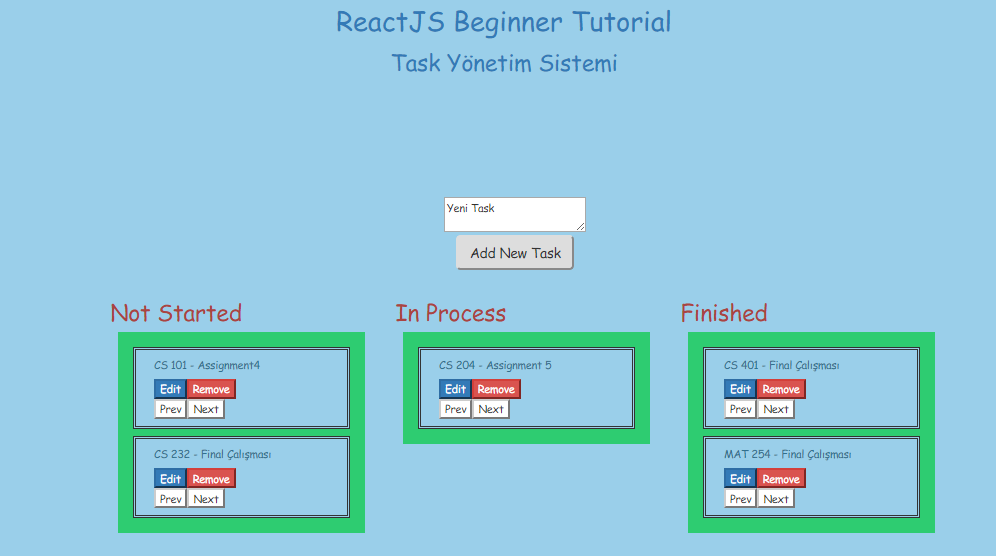 ReactJS Beginner Tutorial
Task Yönetim Sistemi
Yeni Task
Add New Task
Not Started
CS 101 - Assignment4
Edit Remove
Prev Next
CS 232 - Final Çalışması
Edit Remove
Prev Next
In Process
CS 204 - Assignment 5
Edit Remove
Prev Next
Finished
CS 401 - Final Çalışması
Edit Remove
Prev Next
MAT 254 - Final Çalışması
Edit Remove
Prev Next